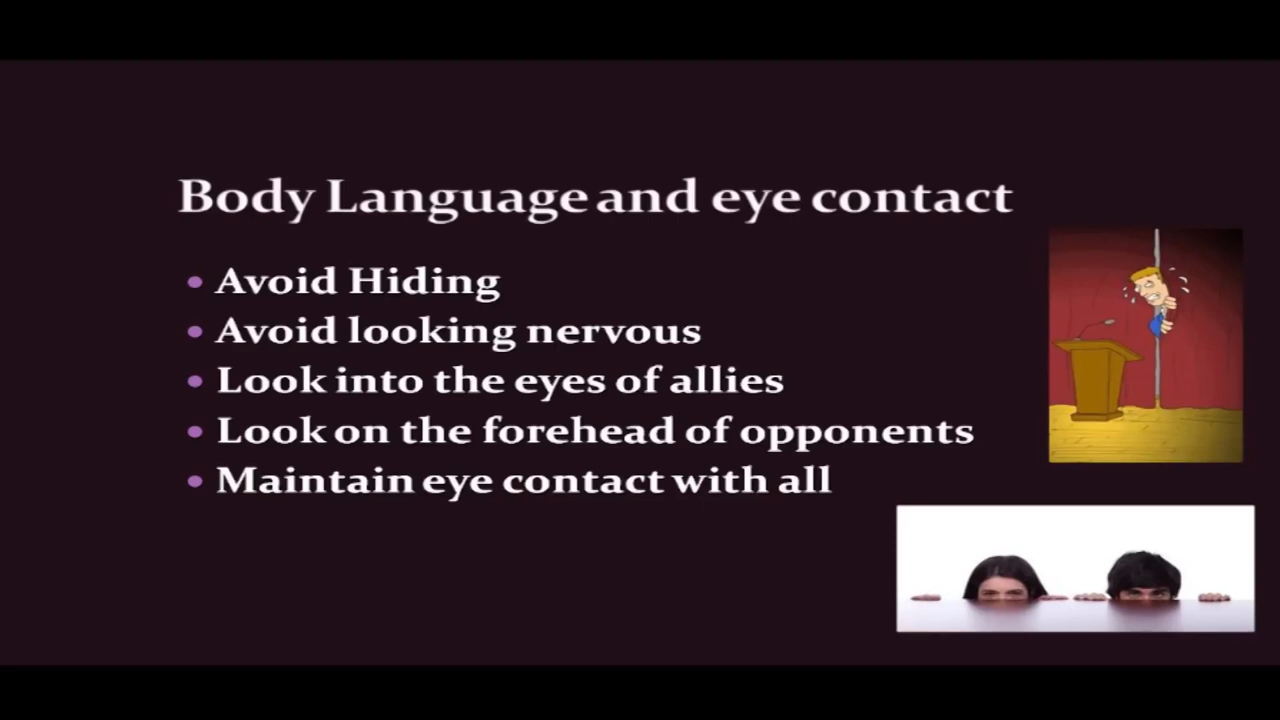 Body Language and eye contact
• Avoid Hiding
• Avoid looking nervous
• Look into the eyes of allies
• Look on the forehead of opponents
• Maintain eye contact with all